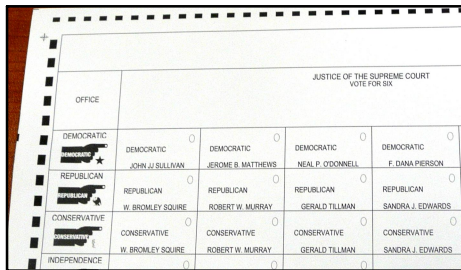 JUSTICE OF THE SUPREME COURT
VOTE FOR SIX
OFFICE
DEMOCRATIC
DEMOCRATIC
DEMOCRATIC
JOHN JJ SULLIVAN
DEMOCRATIC
JEROME B. MATTHEWS
DEMOCRATIC
NEAL P. O'DONNELL
DEMOCRATIC
F. DANA PIERSON
REPUBLICAN
REPUBLICAN
REPUBLICAN
W. BROMLEY SQUIRE
REPUBLICAN
ROBERT W. MURRAY
REPUBLICAN
GERALD TILLMAN
REPUBLICAN
SANDRA J. EDWARDS
CONSERVATIVE
CONSERVATIVE
CONSERVATIVE
W. BROMLEY SQUIRE
CONSERVATIVE
ROBERT W. MURRAY
CONSERVATIVE
GERALD TILLMAN
CONSERVATIVE
SANDRA J. EDWARDS
INDEPENDENCE